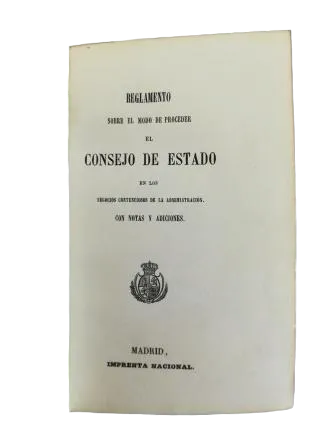 REGLAMENTO
SOBRE EL MODO DE PROCEDER
EL
CONSEJO DE ESTADO
EN LOS
NEGOCIOS CONTENCIOSOS DE LA ADMINISTRACION,
CON NOTAS Y ADICIONES.
MADRID,
IMPRENTA NACIONAL.